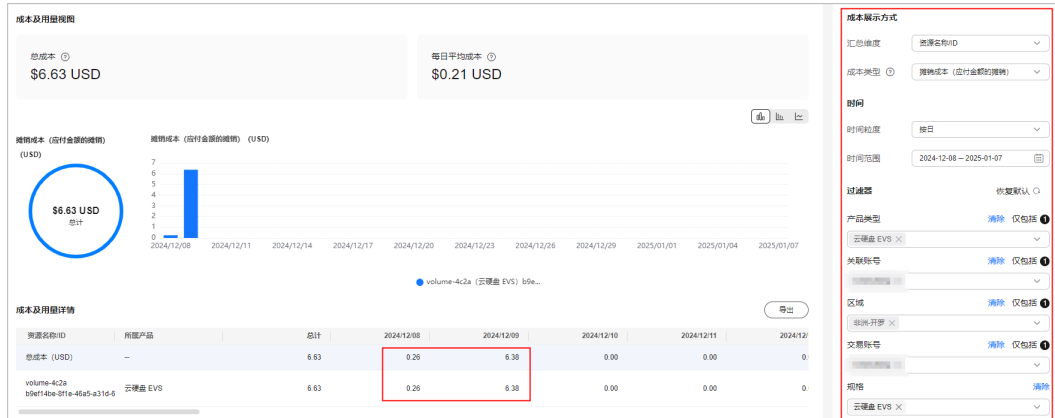 成本及用量视图
总成本 ?
$6.63 USD
每日平均成本 ?
$0.21 USD
摊销成本（应付金额的摊销）
(USD)
$6.63 USD
总计
摊销成本（应付金额的摊销） (USD)
7
6
5
4
3
2
1
0
2024/12/08 2024/12/11 2024/12/14 2024/12/17 2024/12/20 2024/12/23 2024/12/26 2024/12/29 2025/01/01 2025/01/04 2025/01/07
volume-4c2a（云硬盘 EVS）b9e...
成本及用量详情
导出
资源名称/ID 所属产品 总计 2024/12/08 2024/12/09 2024/12/10 2024/12/11 2024/12/
总成本（USD） -- 6.63 0.26 6.38 0.00 0.00 0.
volume-4c2a
b9ef14be-8f1e-46a5-a31d-6 云硬盘 EVS 6.63 0.26 6.38 0.00 0.00 0.
成本展示方式
汇总维度 资源名称/ID
成本类型 ? 摊销成本（应付金额的摊销）
时间
时间粒度 按日
时间范围 2024-12-08 – 2025-01-07
过滤器 恢复默认
产品类型 清除 仅包括 1
云硬盘 EVS ×
关联账号 清除 仅包括 1
区域 清除 仅包括 1
非洲-开罗 ×
交易账号 清除 仅包括 1
规格 清除
云硬盘 EVS ×